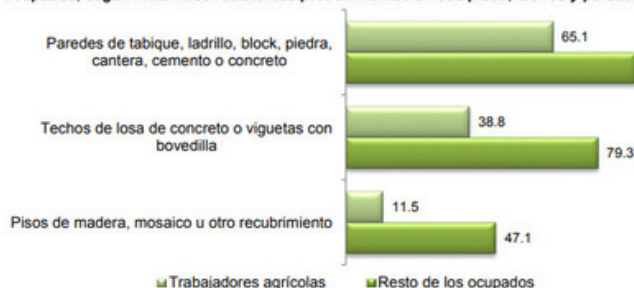 Paredes de tabique, ladrillo, block, piedra,
cantera, cemento o concreto
65.1
Techos de losa de concreto o viguetas con
bovedilla
38.8
79.3
Pisos de madera, mosaico u otro recubrimiento
11.5
47.1
Trabajadores agrícolas Resto de los ocupados